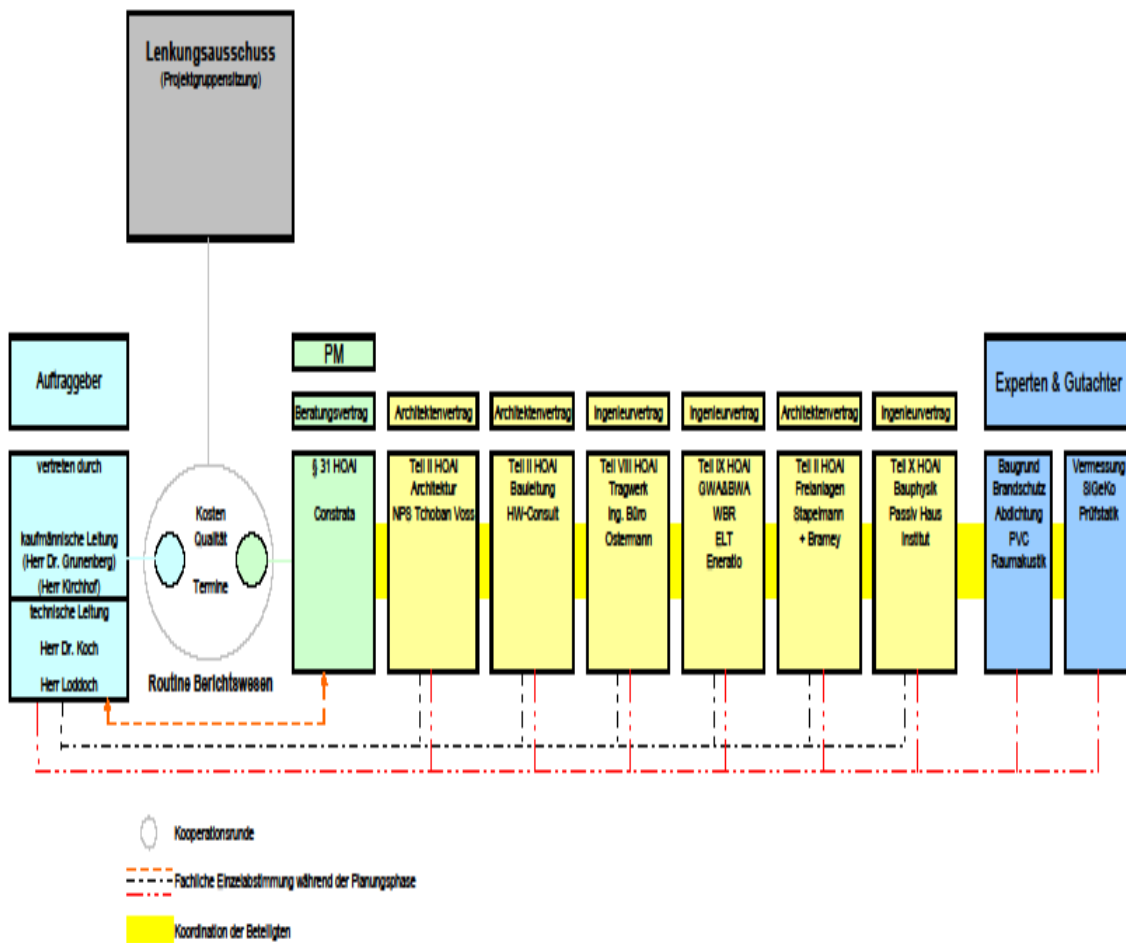 Lenkungsausschuss
(Projektgruppensitzung)
Auftraggeber
vertreten durch
kaufmännische Leitung
(Herr Dr. Grunenberg)
(Herr Kirchhof)
technische Leitung
Herr Dr. Koch
Herr Loddoch
Kosten
Qualität
Termine
Routine Berichtswesen
PM
Beratungsvertrag
§ 31 HOAI
Constrata
Architektenvertrag
Teil II HOAI
Architektur
NPS Tchoban Voss
Architektenvertrag
Teil II HOAI
Bauleitung
HW-Consult
Ingenieurvertrag
Teil VIII HOAI
Tragwerk
Ing. Büro
Ostermann
Ingenieurvertrag
Teil IX HOAI
GWA&BWA
WBR
ELT
Eneratio
Architektenvertrag
Teil II HOAI
Freianlagen
Stapelmann
+ Bramey
Ingenieurvertrag
Teil X HOAI
Bauphysik
Passiv Haus
Institut
Experten & Gutachter
Baugrund
Brandschutz
Abdichtung
PVC
Raumakustik
Vermessung
SiGeKo
Prüfstatik
Kooperationsrunde
Fachliche Einzelabstimmung während der Planungsphase
Koordination der Beteiligten